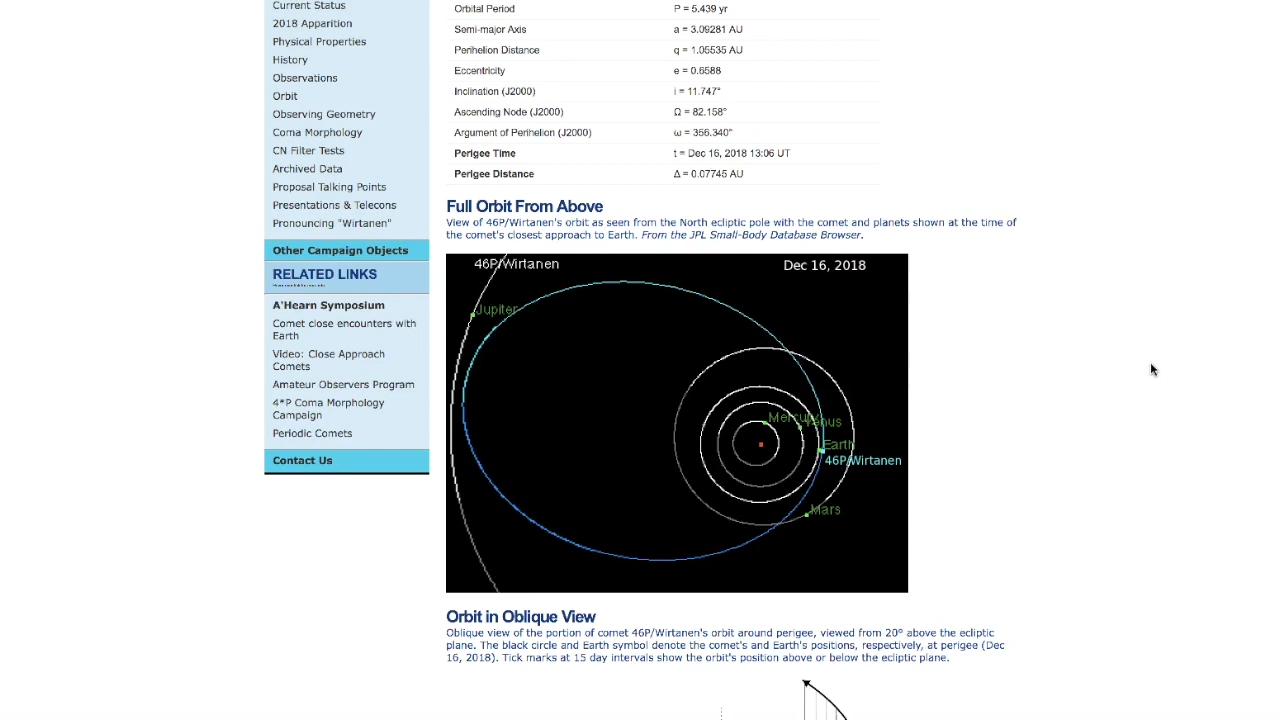 Current Status
2018 Apparition
Physical Properties
History
Observations
Orbit
Observing Geometry
Coma Morphology
CN Filter Tests
Archived Data
Proposal Talking Points
Presentations & Telecons
Pronouncing "Wirtanen"
Other Campaign Objects
RELATED LINKS
A'Hearn Symposium
Comet close encounters with
Earth
Video: Close Approach
Comets
Amateur Observers Program
4*P Coma Morphology
Campaign
Periodic Comets
Contact Us
Orbital Period P = 5.439 yr
Semi-major Axis a = 3.09281 AU
Perihelion Distance q = 1.05535 AU
Eccentricity e = 0.6588
Inclination (J2000) i = 11.747°
Ascending Node (J2000) Ω = 82.158°
Argument of Perihelion (J2000) ω = 356.340°
Perigee Time t = Dec 16, 2018 13:06 UT
Perigee Distance Δ = 0.07745 AU
Full Orbit From Above
View of 46P/Wirtanen's orbit as seen from the North ecliptic pole with the comet and planets shown at the time of
the comet's closest approach to Earth. From the JPL Small-Body Database Browser.
46P/Wirtanen Dec 16, 2018
Jupiter
Mercury Venus
Earth
46P/Wirtanen
Mars
Orbit in Oblique View
Oblique view of the portion of comet 46P/Wirtanen's orbit around perigee, viewed from 20° above the ecliptic
plane. The black circle and Earth symbol denote the comet's and Earth's positions, respectively, at perigee (Dec
16, 2018). Tick marks at 15 day intervals show the orbit's position above or below the ecliptic plane.